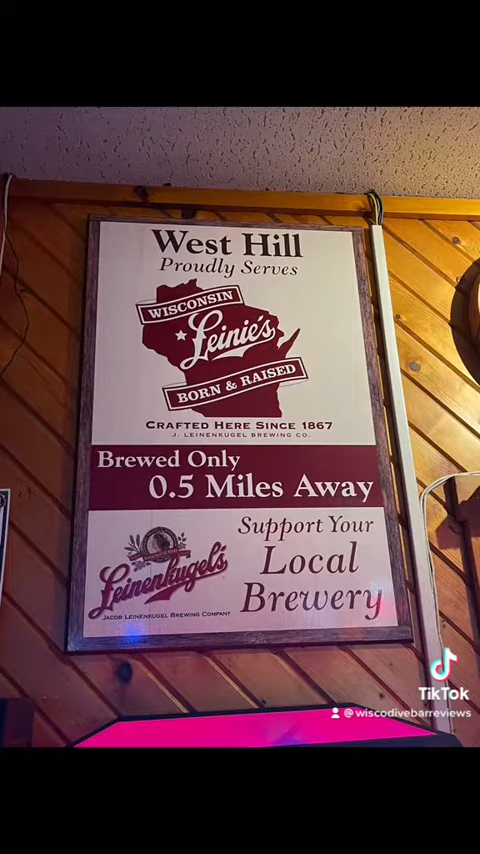 West Hill
Proudly Serves
WISCONSIN
Leinie's
BORN & RAISED
CRAFTED HERE SINCE 1867
J. LEINENKUGEL BREWING CO.
Brewed Only
0.5 Miles Away
Leinenkugel's
JACOB LEINENKUGEL BREWING COMPANY
Support Your
Local
Brewery
TikTok
@wiscodivebarreviews